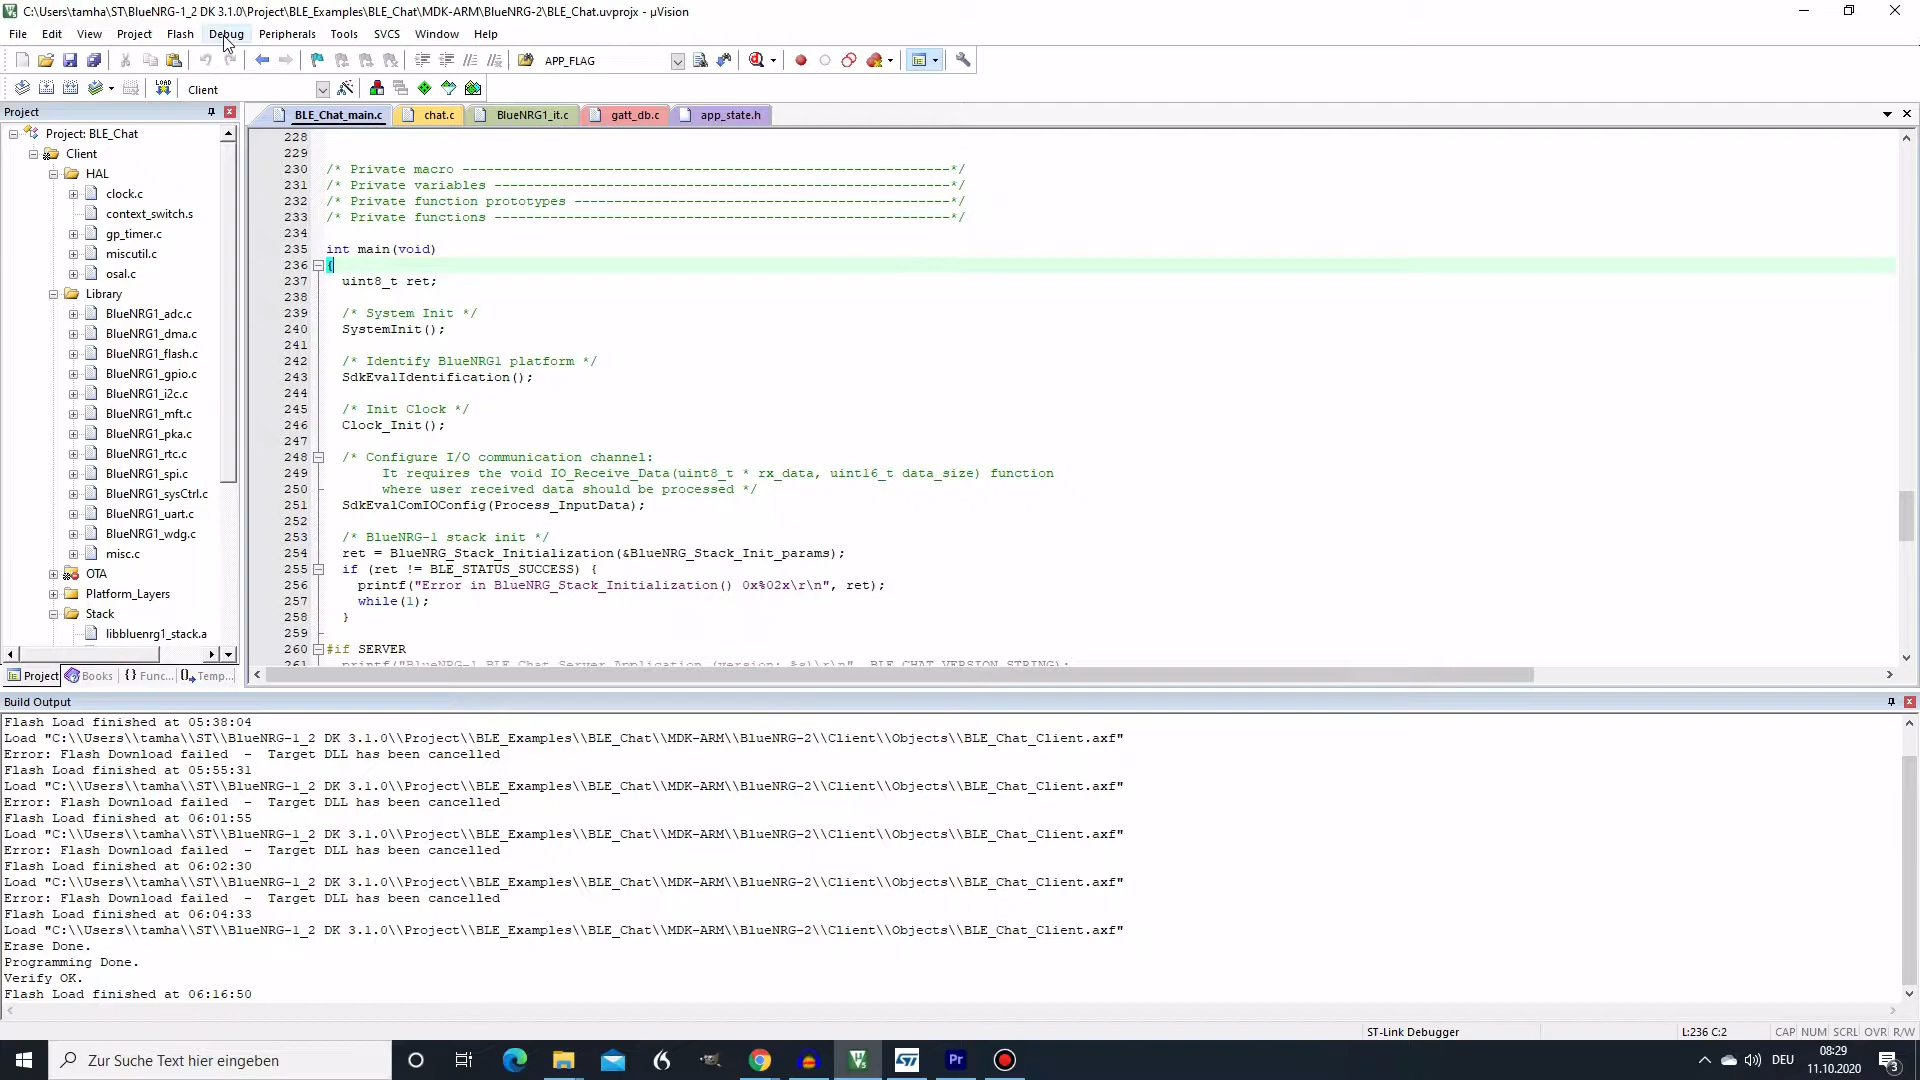 C:\Users\tamha\ST\BlueNRG-1_2 DK 3.1.0\Project\BLE_Examples\BLE_Chat\MDK-ARM\BlueNRG-2\BLE_Chat.uvprojx - µVision
File Edit View Project Flash Debug Peripherals Tools SVCS Window Help
APP_FLAG
LOAD Client
Project
BLE_Chat_main.c chat.c BlueNRG1_it.c gatt_db.c app_state.h
Project: BLE_Chat
Client
HAL
clock.c
context_switch.s
gp_timer.c
miscutil.c
osal.c
Library
BlueNRG1_adc.c
BlueNRG1_dma.c
BlueNRG1_flash.c
BlueNRG1_gpio.c
BlueNRG1_i2c.c
BlueNRG1_mft.c
BlueNRG1_pka.c
BlueNRG1_rtc.c
BlueNRG1_spi.c
BlueNRG1_sysCtrl.c
BlueNRG1_uart.c
BlueNRG1_wdg.c
misc.c
OTA
Platform_Layers
Stack
libbluenrg1_stack.a
Project Books {} Func... Temp...
228
229
230 /* Private macro -------------------------------------------------------------*/
231 /* Private variables ---------------------------------------------------------*/
232 /* Private function prototypes -----------------------------------------------*/
233 /* Private functions ---------------------------------------------------------*/
234
235 int main(void)
236 {
237 uint8_t ret;
238
239 /* System Init */
240 SystemInit();
241
242 /* Identify BlueNRG1 platform */
243 SdkEvalIdentification();
244
245 /* Init Clock */
246 Clock_Init();
247
248 /* Configure I/O communication channel:
249 It requires the void IO_Receive_Data(uint8_t * rx_data, uint16_t data_size) function
250 where user received data should be processed */
251 SdkEvalComIOConfig(Process_InputData);
252
253 /* BlueNRG-1 stack init */
254 ret = BlueNRG_Stack_Initialization(&BlueNRG_Stack_Init_params);
255 if (ret != BLE_STATUS_SUCCESS) {
256 printf("Error in BlueNRG_Stack_Initialization() 0x%02x\r\n", ret);
257 while(1);
258 }
259
260 #if SERVER
261 printf("BlueNRG-1 BLE Chat Server Application (version: %s)\r\n", BLE_CHAT_VERSION_STRING);
Build Output
Flash Load finished at 05:38:04
Load "C:\\Users\\tamha\\ST\\BlueNRG-1_2 DK 3.1.0\\Project\\BLE_Examples\\BLE_Chat\\MDK-ARM\\BlueNRG-2\\Client\\Objects\\BLE_Chat_Client.axf"
Error: Flash Download failed - Target DLL has been cancelled
Flash Load finished at 05:55:31
Load "C:\\Users\\tamha\\ST\\BlueNRG-1_2 DK 3.1.0\\Project\\BLE_Examples\\BLE_Chat\\MDK-ARM\\BlueNRG-2\\Client\\Objects\\BLE_Chat_Client.axf"
Error: Flash Download failed - Target DLL has been cancelled
Flash Load finished at 06:01:55
Load "C:\\Users\\tamha\\ST\\BlueNRG-1_2 DK 3.1.0\\Project\\BLE_Examples\\BLE_Chat\\MDK-ARM\\BlueNRG-2\\Client\\Objects\\BLE_Chat_Client.axf"
Error: Flash Download failed - Target DLL has been cancelled
Flash Load finished at 06:02:30
Load "C:\\Users\\tamha\\ST\\BlueNRG-1_2 DK 3.1.0\\Project\\BLE_Examples\\BLE_Chat\\MDK-ARM\\BlueNRG-2\\Client\\Objects\\BLE_Chat_Client.axf"
Error: Flash Download failed - Target DLL has been cancelled
Flash Load finished at 06:04:33
Load "C:\\Users\\tamha\\ST\\BlueNRG-1_2 DK 3.1.0\\Project\\BLE_Examples\\BLE_Chat\\MDK-ARM\\BlueNRG-2\\Client\\Objects\\BLE_Chat_Client.axf"
Erase Done.
Programming Done.
Verify OK.
Flash Load finished at 06:16:50
ST-Link Debugger L:236 C:2 CAP NUM SCRL OVR R/W
Zur Suche Text hier eingeben
Pr
DEU
08:29
11.10.2020
3